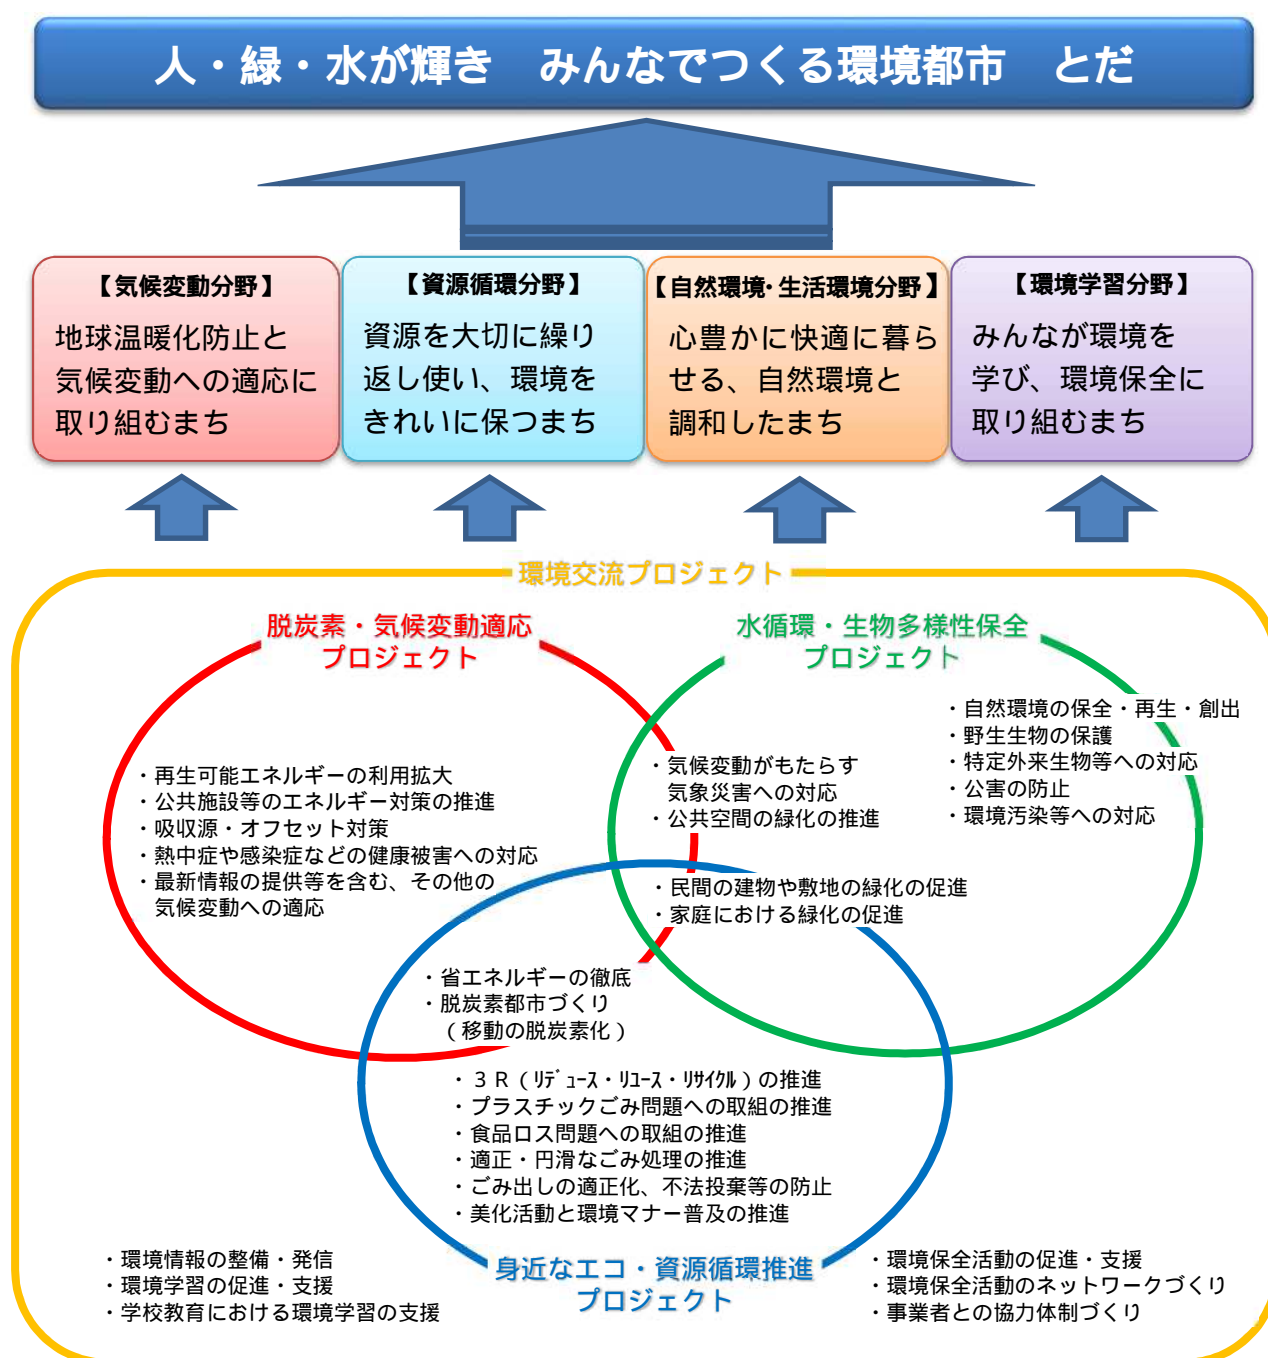 人・緑・水が輝き　みんなでつくる環境都市　とだ
【気候変動分野】
地球温暖化防止と
気候変動への適応に
取り組むまち
【資源循環分野】
資源を大切に繰り
返し使い、環境を
きれいに保つまち
【自然環境・生活環境分野】
心豊かに快適に暮ら
せる、自然環境と
調和したまち
【環境学習分野】
みんなが環境を
学び、環境保全に
取り組むまち
環境交流プロジェクト
脱炭素・気候変動適応
プロジェクト
水循環・生物多様性保全
プロジェクト
・再生可能エネルギーの利用拡大
・公共施設等のエネルギー対策の推進
・吸収源・オフセット対策
・熱中症や感染症などの健康被害への対応
・最新情報の提供等を含む、その他の
気候変動への適応
・気候変動がもたらす
気象災害への対応
・公共空間の緑化の推進
・自然環境の保全・再生・創出
・野生生物の保護
・特定外来生物等への対応
・公害の防止
・環境汚染等への対応
・民間の建物や敷地の緑化の促進
・家庭における緑化の促進
・省エネルギーの徹底
・脱炭素都市づくり
（移動の脱炭素化）
・３Ｒ（ﾘﾃﾞｭｰｽ・ﾘﾕｰｽ・ﾘｻｲｸﾙ）の推進
・プラスチックごみ問題への取組の推進
・食品ロス問題への取組の推進
・適正・円滑なごみ処理の推進
・ごみ出しの適正化、不法投棄等の防止
・美化活動と環境マナー普及の推進
身近なエコ・資源循環推進
プロジェクト
・環境情報の整備・発信
・環境学習の促進・支援
・学校教育における環境学習の支援
・環境保全活動の促進・支援
・環境保全活動のネットワークづくり
・事業者との協力体制づくり